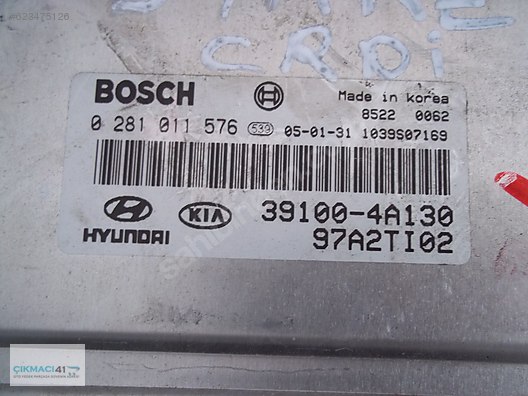 #623475126
CRDi
BOSCH
Made in korea
8522 0062
0 281 011 576 539 05-01-31 1039S07169
HYUNDAI KIA 39100-4A130
97A2TI02
ÇIKMACI41